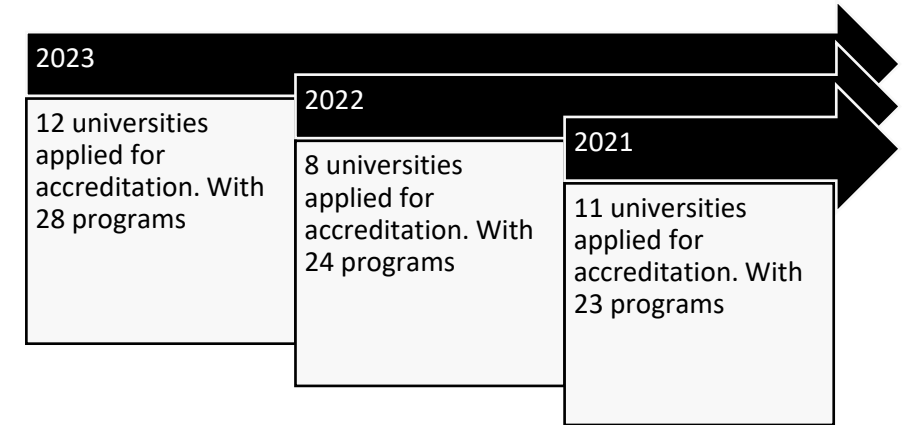 2023
12 universities
applied for
accreditation. With
28 programs
2022
8 universities
applied for
accreditation. With
24 programs
2021
11 universities
applied for
accreditation. With
23 programs